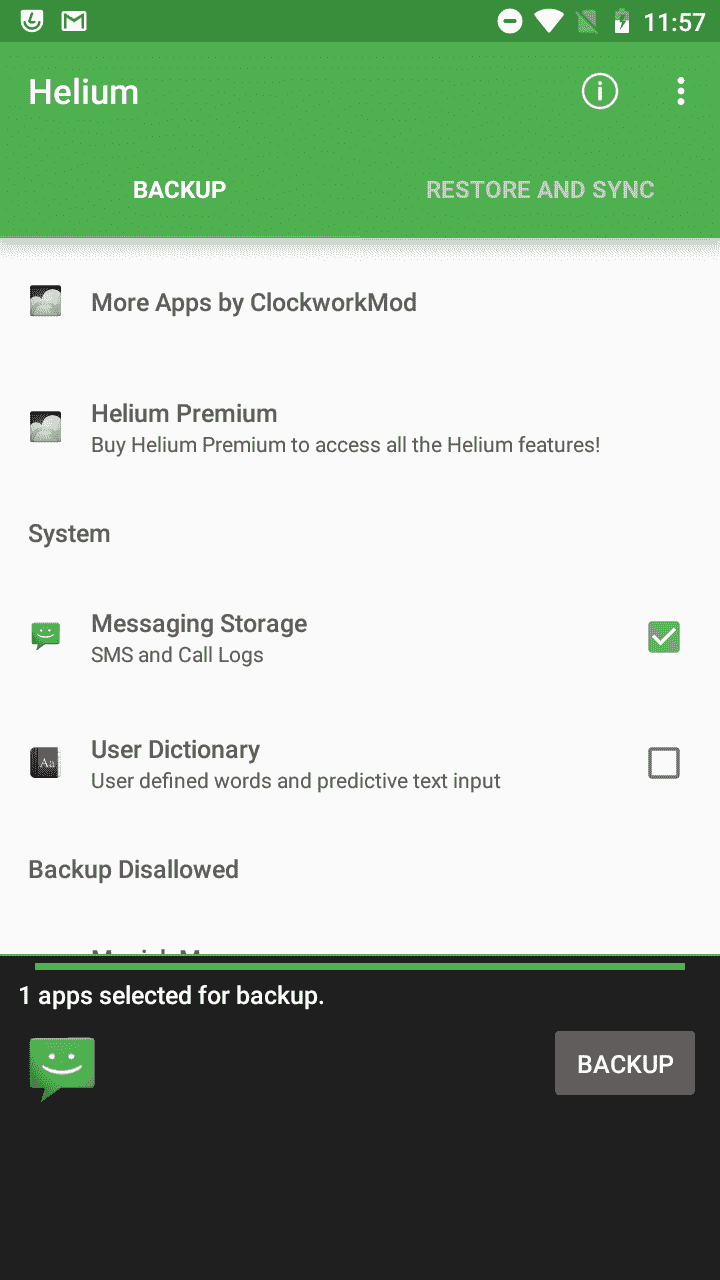 11:57
Helium
BACKUP
RESTORE AND SYNC
More Apps by ClockworkMod
Helium Premium
Buy Helium Premium to access all the Helium features!
System
Messaging Storage
SMS and Call Logs
User Dictionary
Aa
User defined words and predictive text input
Backup Disallowed
1 apps selected for backup.
BACKUP